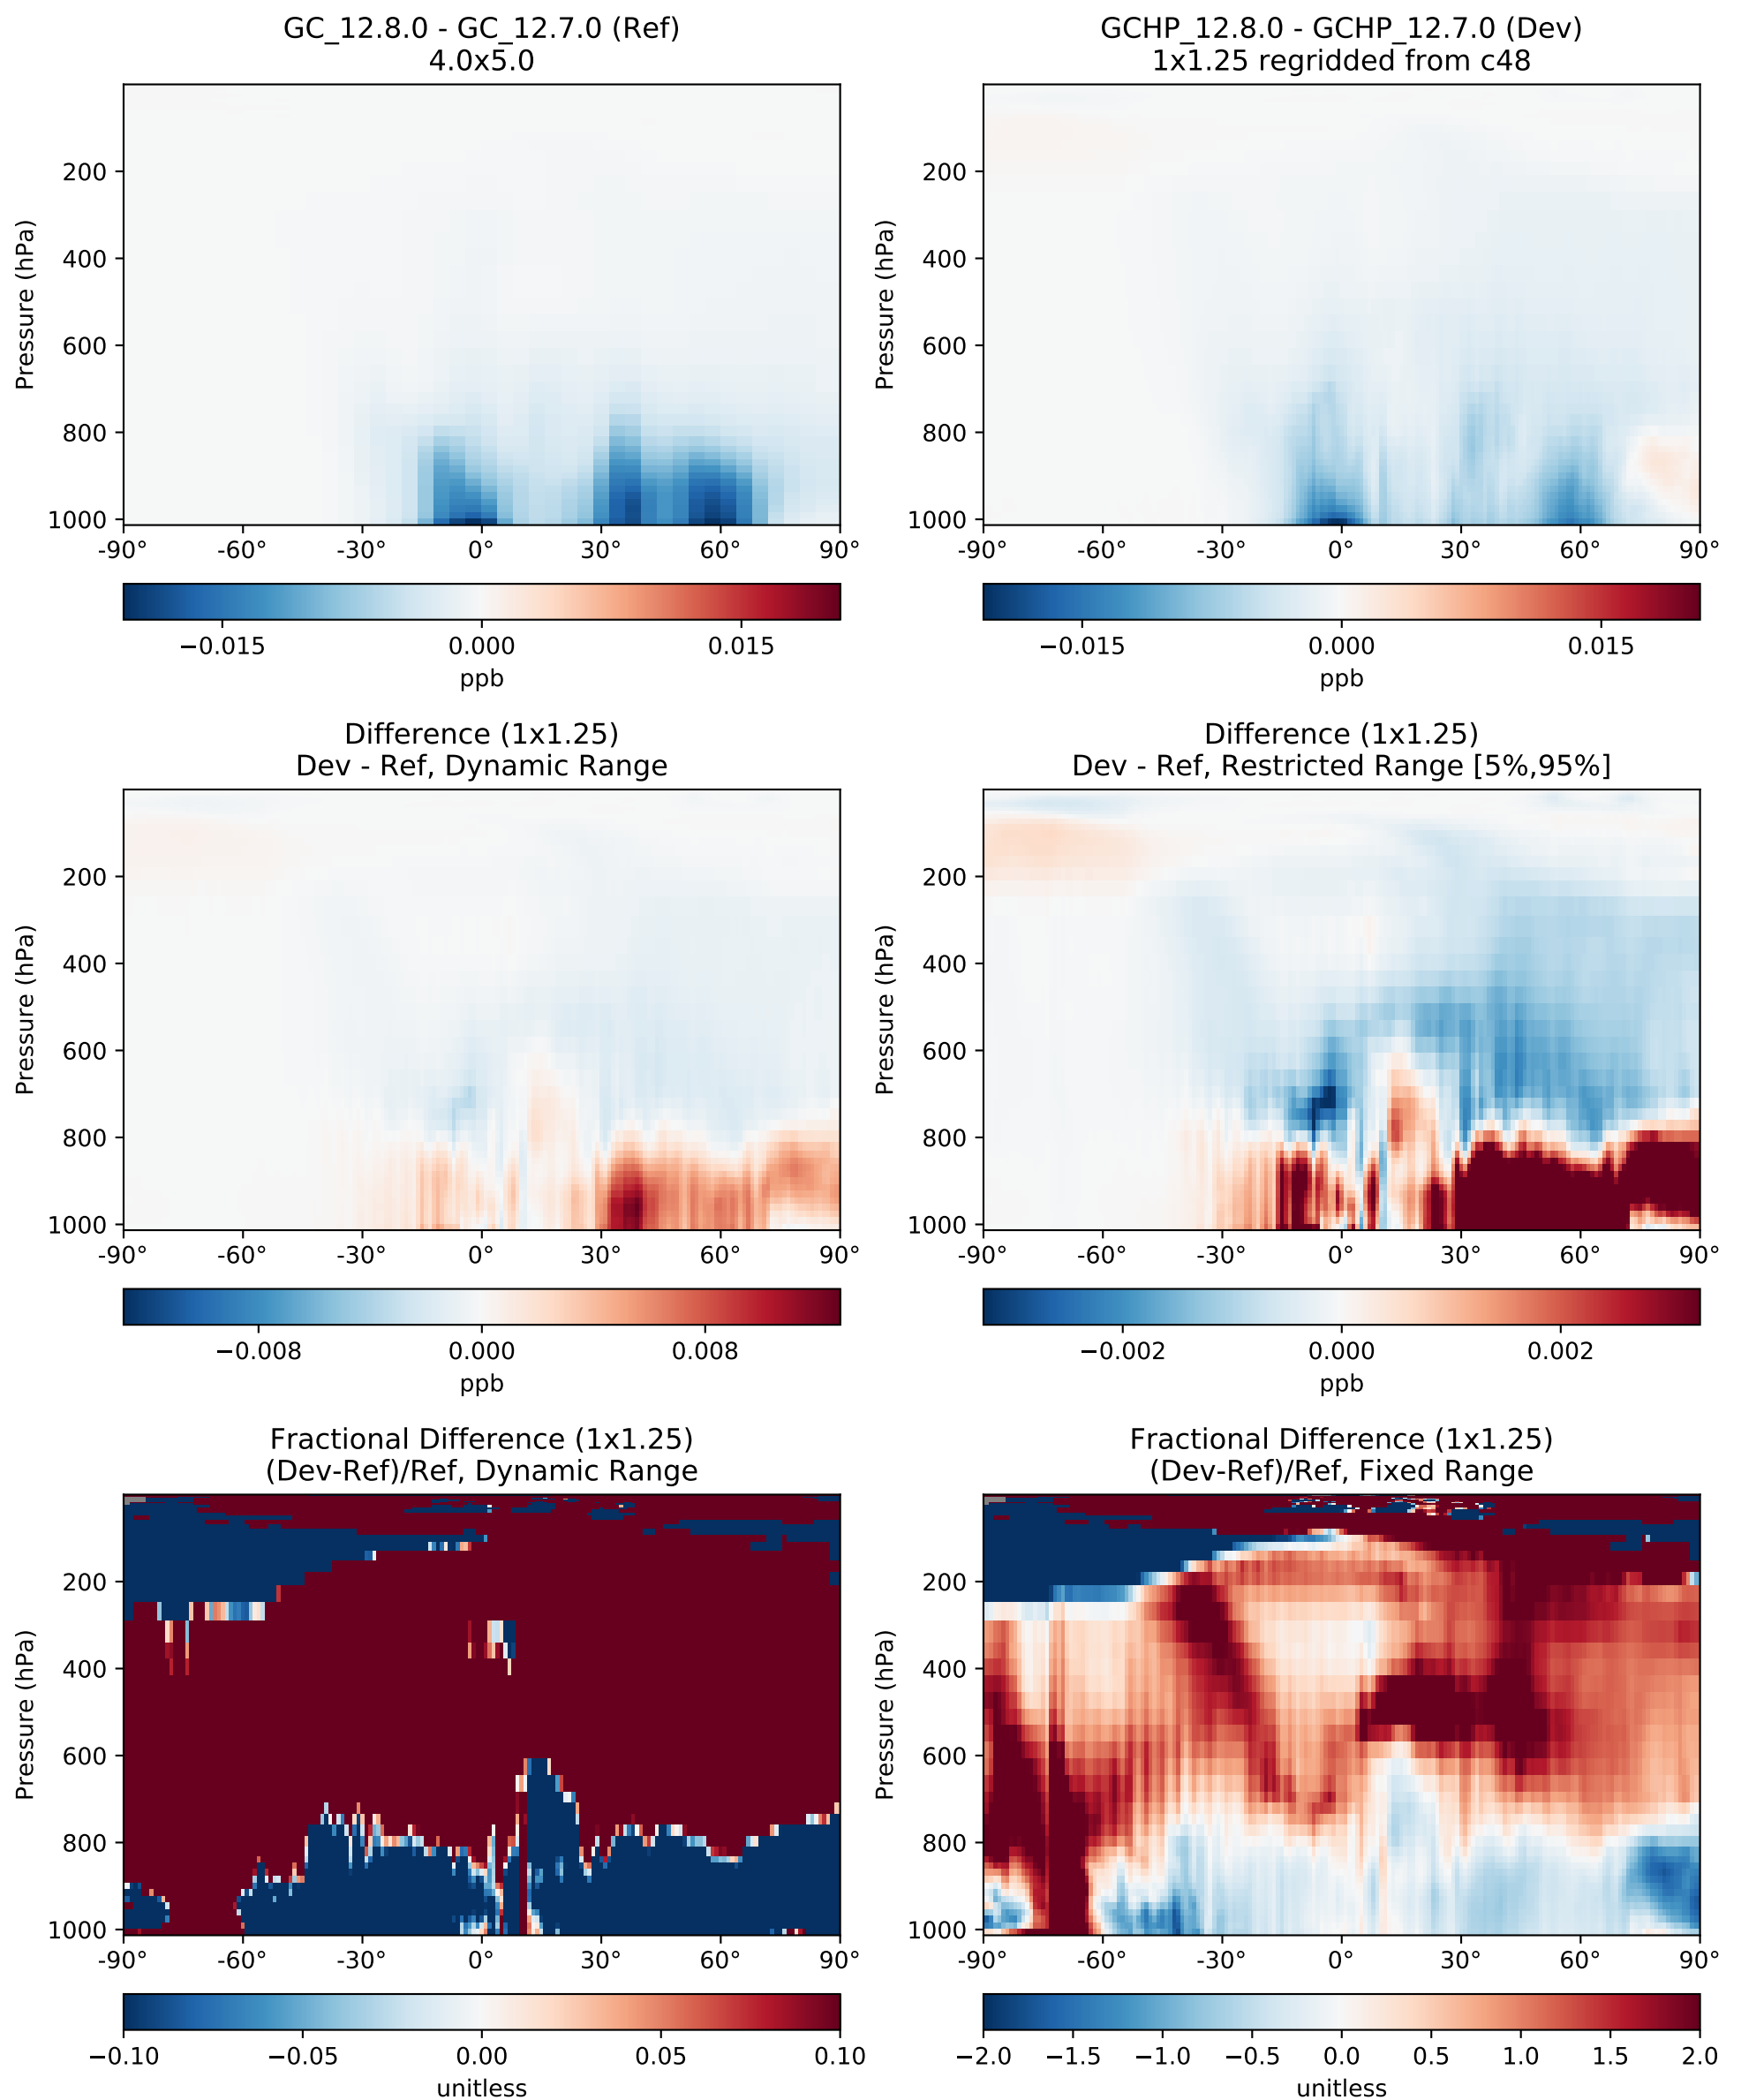 GC_12.8.0 - GC_12.7.0 (Ref)
4.0x5.0
GCHP_12.8.0 - GCHP_12.7.0 (Dev)
1x1.25 regridded from c48
Pressure (hPa)
200
400
600
800
1000
-90° -60° -30° 0° 30° 60° 90°
−0.015 0.000 0.015
ppb
Pressure (hPa)
200
400
600
800
1000
-90° -60° -30° 0° 30° 60° 90°
−0.015 0.000 0.015
ppb
Difference (1x1.25)
Dev - Ref, Dynamic Range
Difference (1x1.25)
Dev - Ref, Restricted Range [5%,95%]
Pressure (hPa)
200
400
600
800
1000
-90° -60° -30° 0° 30° 60° 90°
−0.008 0.000 0.008
ppb
Pressure (hPa)
200
400
600
800
1000
-90° -60° -30° 0° 30° 60° 90°
−0.002 0.000 0.002
ppb
Fractional Difference (1x1.25)
(Dev-Ref)/Ref, Dynamic Range
Fractional Difference (1x1.25)
(Dev-Ref)/Ref, Fixed Range
Pressure (hPa)
200
400
600
800
1000
-90° -60° -30° 0° 30° 60° 90°
−0.10 −0.05 0.00 0.05 0.10
unitless
Pressure (hPa)
200
400
600
800
1000
-90° -60° -30° 0° 30° 60° 90°
−2.0 −1.5 −1.0 −0.5 0.0 0.5 1.0 1.5 2.0
unitless